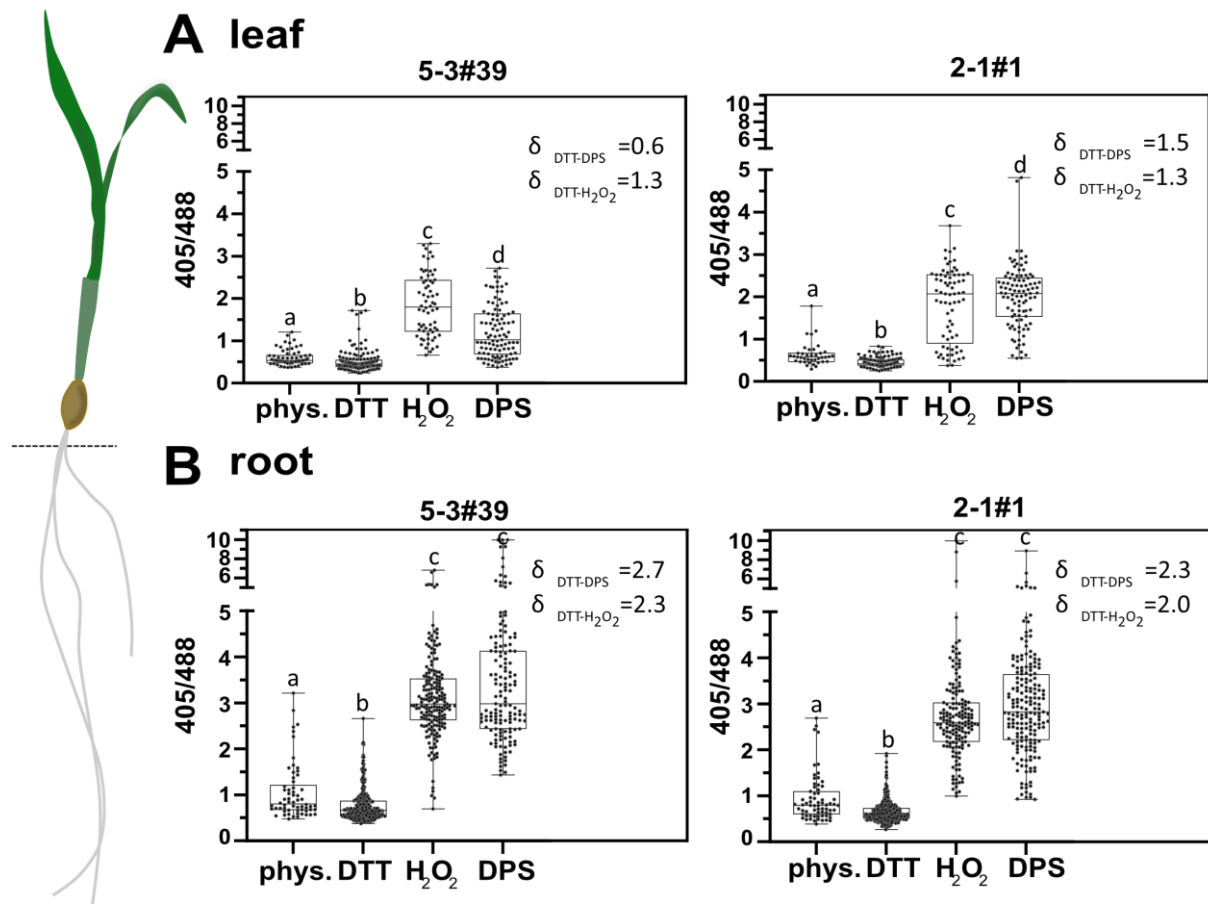 A leaf
5-3#39
405/488
10
8
6
5
4
3
2
1
0
a
b
c
d
δ DTT-DPS =0.6
δ DTT-H₂O₂ =1.3
phys. DTT H₂O₂ DPS
2-1#1
405/488
10
8
6
5
4
3
2
1
0
a
b
c
d
δ DTT-DPS =1.5
δ DTT-H₂O₂ =1.3
phys. DTT H₂O₂ DPS
B root
5-3#39
405/488
10
8
6
5
4
3
2
1
0
a
b
c
c
δ DTT-DPS =2.7
δ DTT-H₂O₂ =2.3
phys. DTT H₂O₂ DPS
2-1#1
405/488
10
8
6
5
4
3
2
1
0
a
b
c
c
δ DTT-DPS =2.3
δ DTT-H₂O₂ =2.0
phys. DTT H₂O₂ DPS